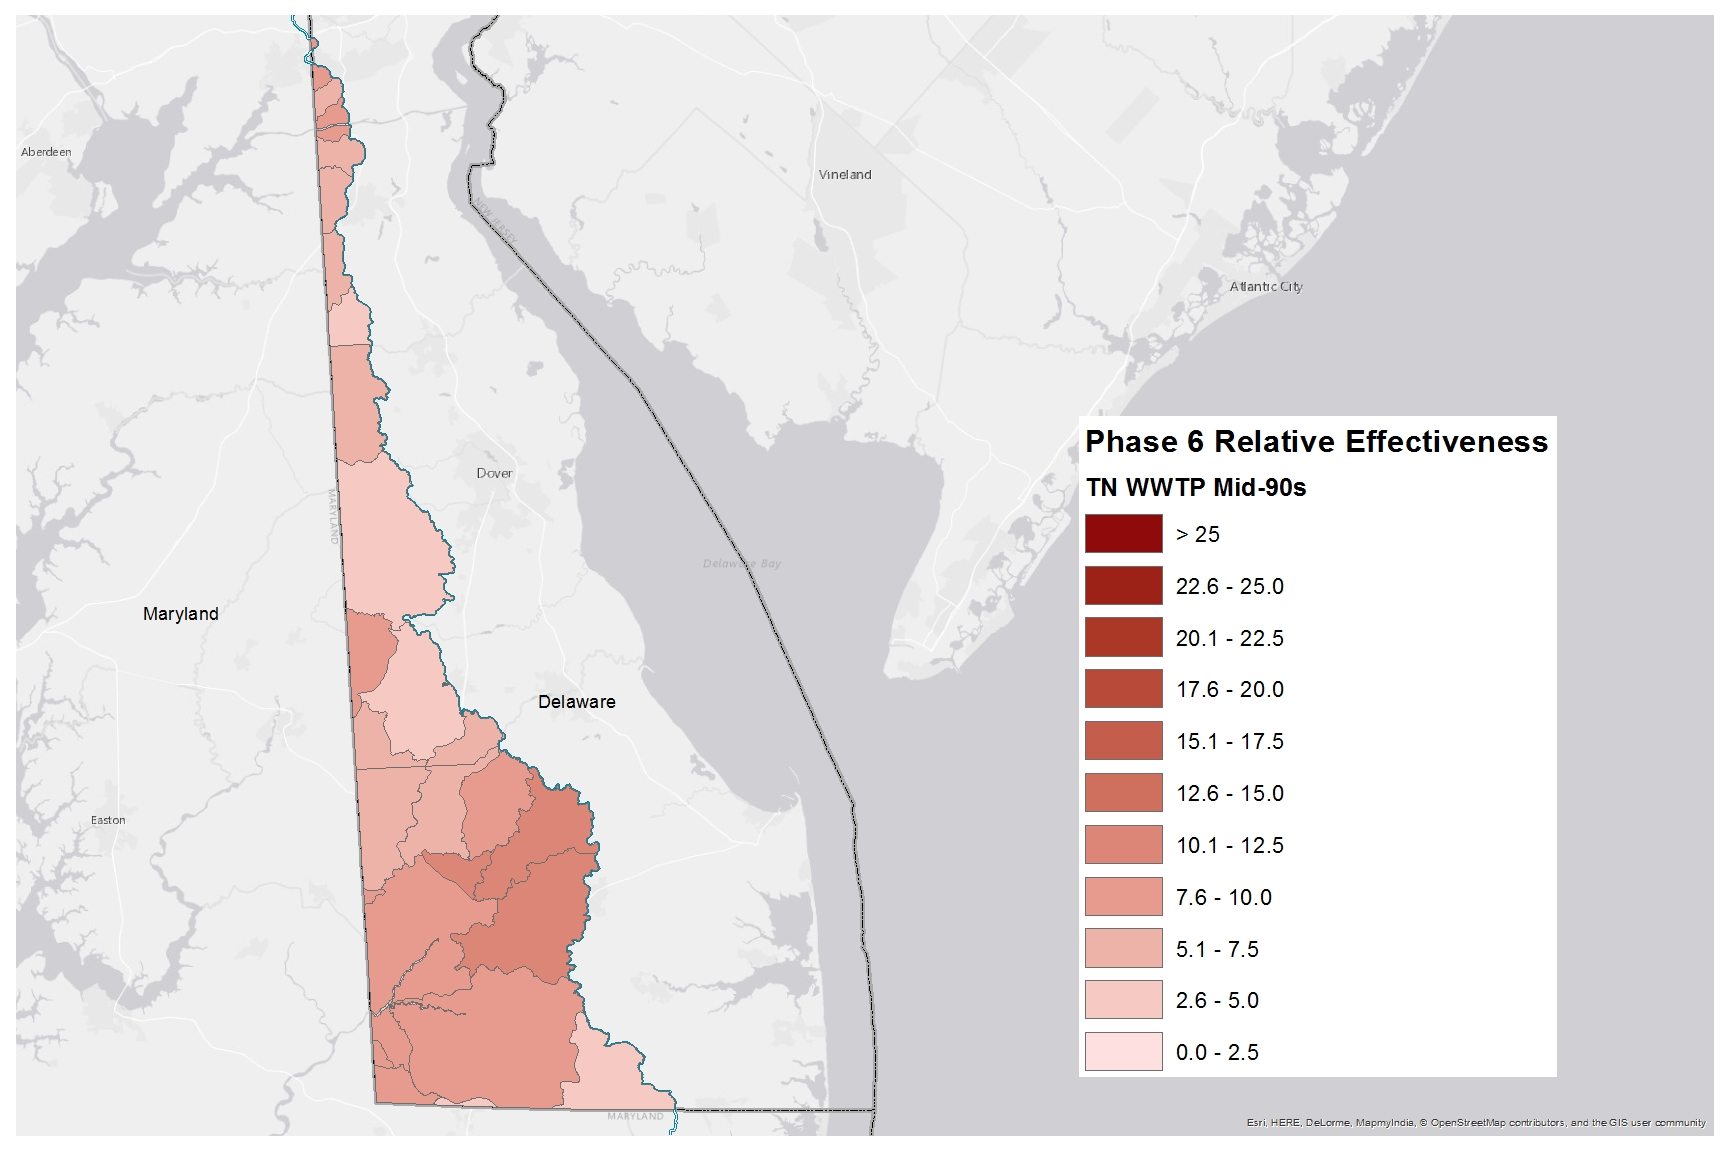 Aberdeen
Vineland
NEW JERSEY
Atlantic City
Phase 6 Relative Effectiveness
Dover
TN WWTP Mid-90s
MARYLAND
> 25
Delaware Bay
22.6 - 25.0
Maryland
20.1 - 22.5
Delaware
17.6 - 20.0
15.1 - 17.5
12.6 - 15.0
Easton
10.1 - 12.5
7.6 - 10.0
5.1 - 7.5
2.6 - 5.0
0.0 - 2.5
MARYLAND
Esri, HERE, DeLorme, MapmyIndia, © OpenStreetMap contributors, and the GIS user community